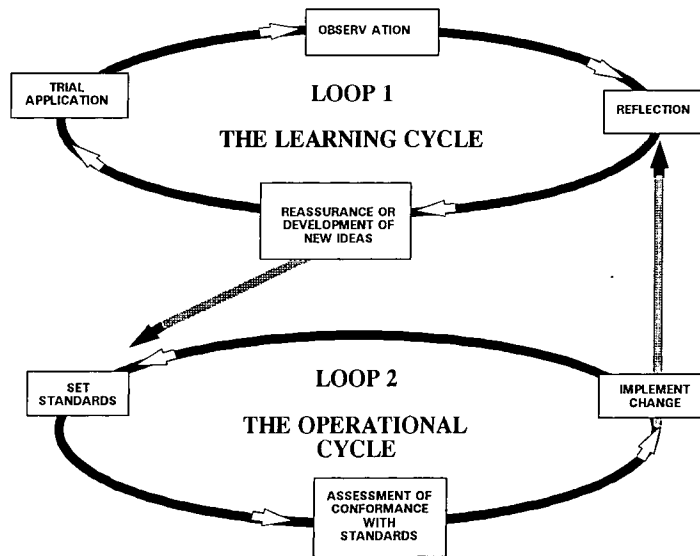 OBSERV ATION
TRIAL
APPLICATION
LOOP 1
REFLECTION
THE LEARNING CYCLE
REASSURANCE OR
DEVELOPMENT OF
NEW IDEAS
SET
STANDARDS
LOOP 2
IMPLEMENT
CHANGE
THE OPERATIONAL
CYCLE
ASSESSMENT OF
CONFORMANCE
WITH
STANDARDS